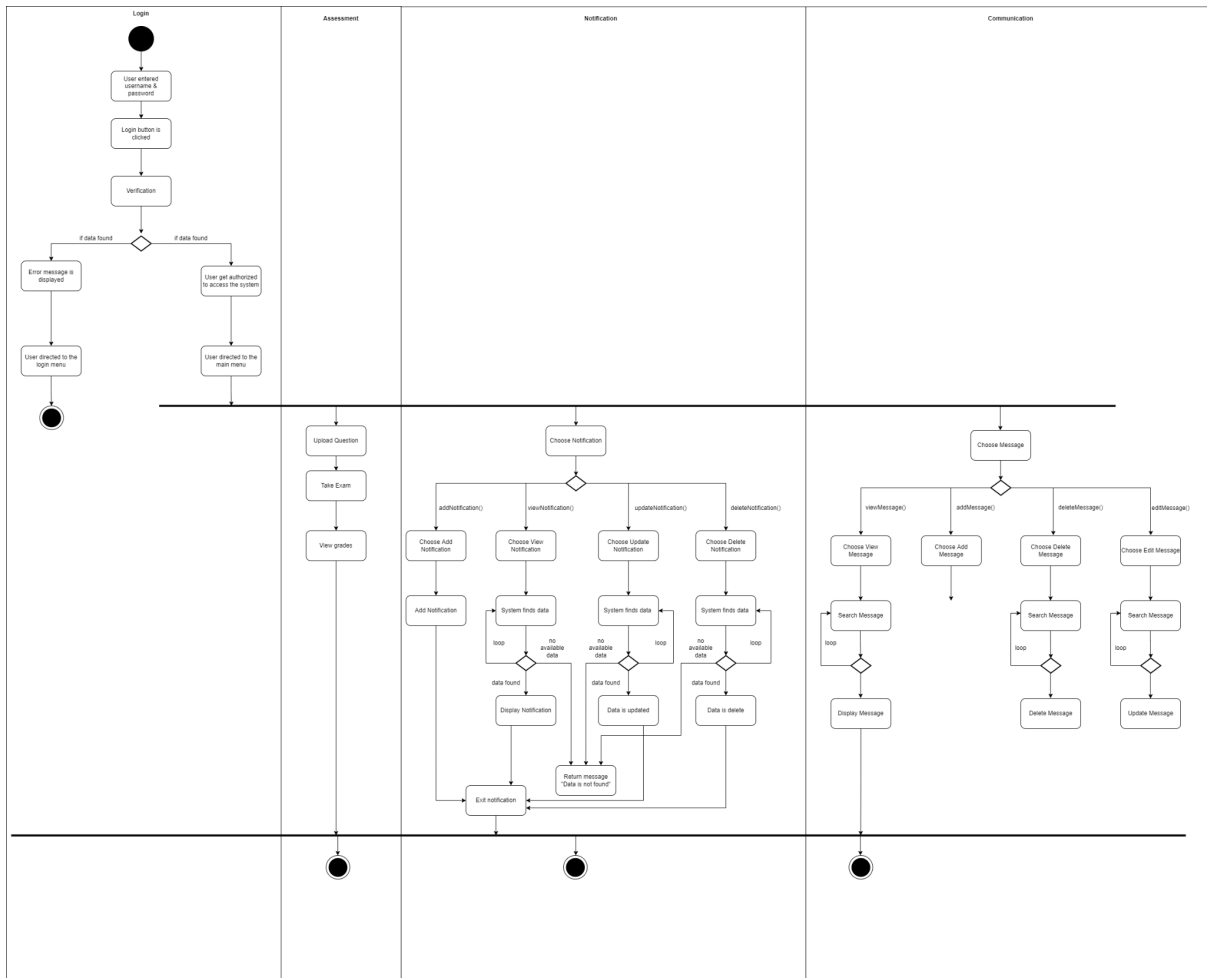 Login
Assessment
Notification
Communication
User entered
username &
password
Login button is
clicked
Verification
if data found
if data found
Error message is
displayed
User get authorized
to access the system
User directed to the
login menu
User directed to the
main menu
Upload Question
Take Exam
View grades
Choose Notification
addNotification()
viewNotification()
updateNotification()
deleteNotification()
Choose Add
Notification
Choose View
Notification
Choose Update
Notification
Choose Delete
Notification
Add Notification
System finds data
System finds data
System finds data
loop
no
available
data
no
available
data
loop
no
available
data
loop
data found
data found
data found
Display Notification
Data is updated
Data is delete
Return message
"Data is not found"
Exit notification
Choose Message
viewMessage()
addMessage()
deleteMessage()
editMessage()
Choose View
Message
Choose Add
Message
Choose Delete
Message
Choose Edit Message
Search Message
Search Message
Search Message
loop
loop
loop
Display Message
Delete Message
Update Message